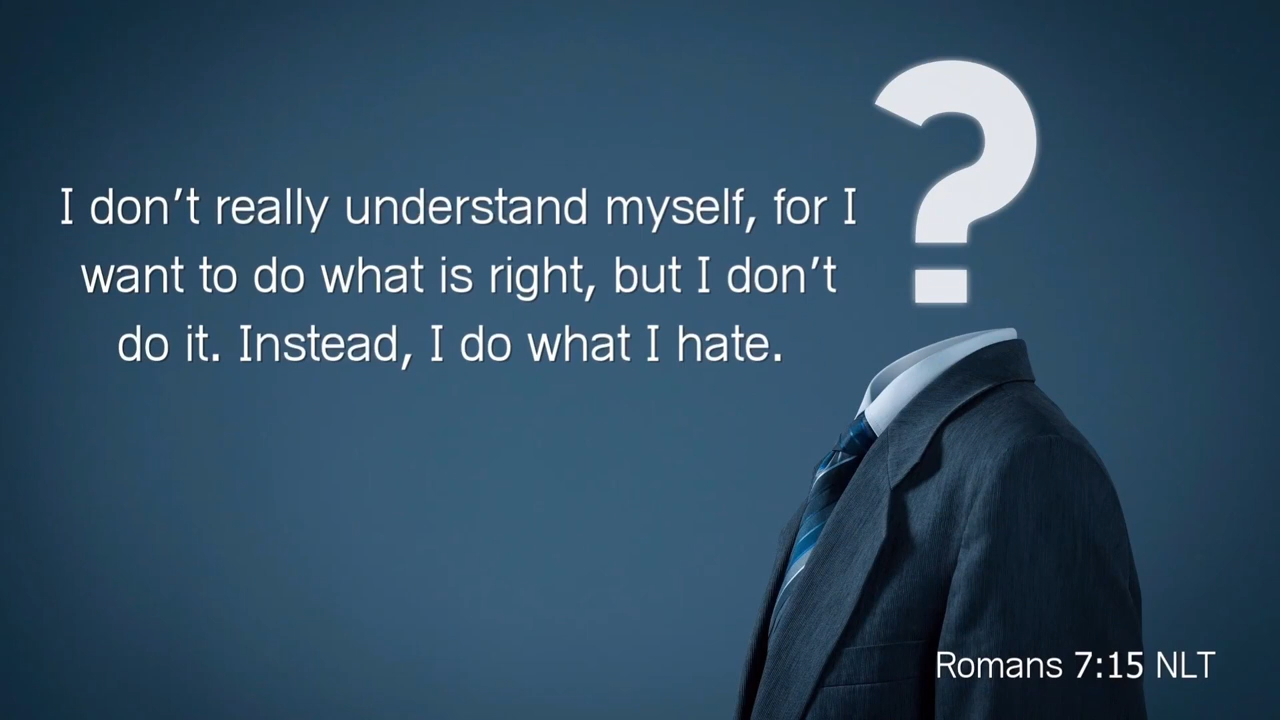 I don’t really understand myself, for I
want to do what is right, but I don’t
do it. Instead, I do what I hate.
?
Romans 7:15 NLT